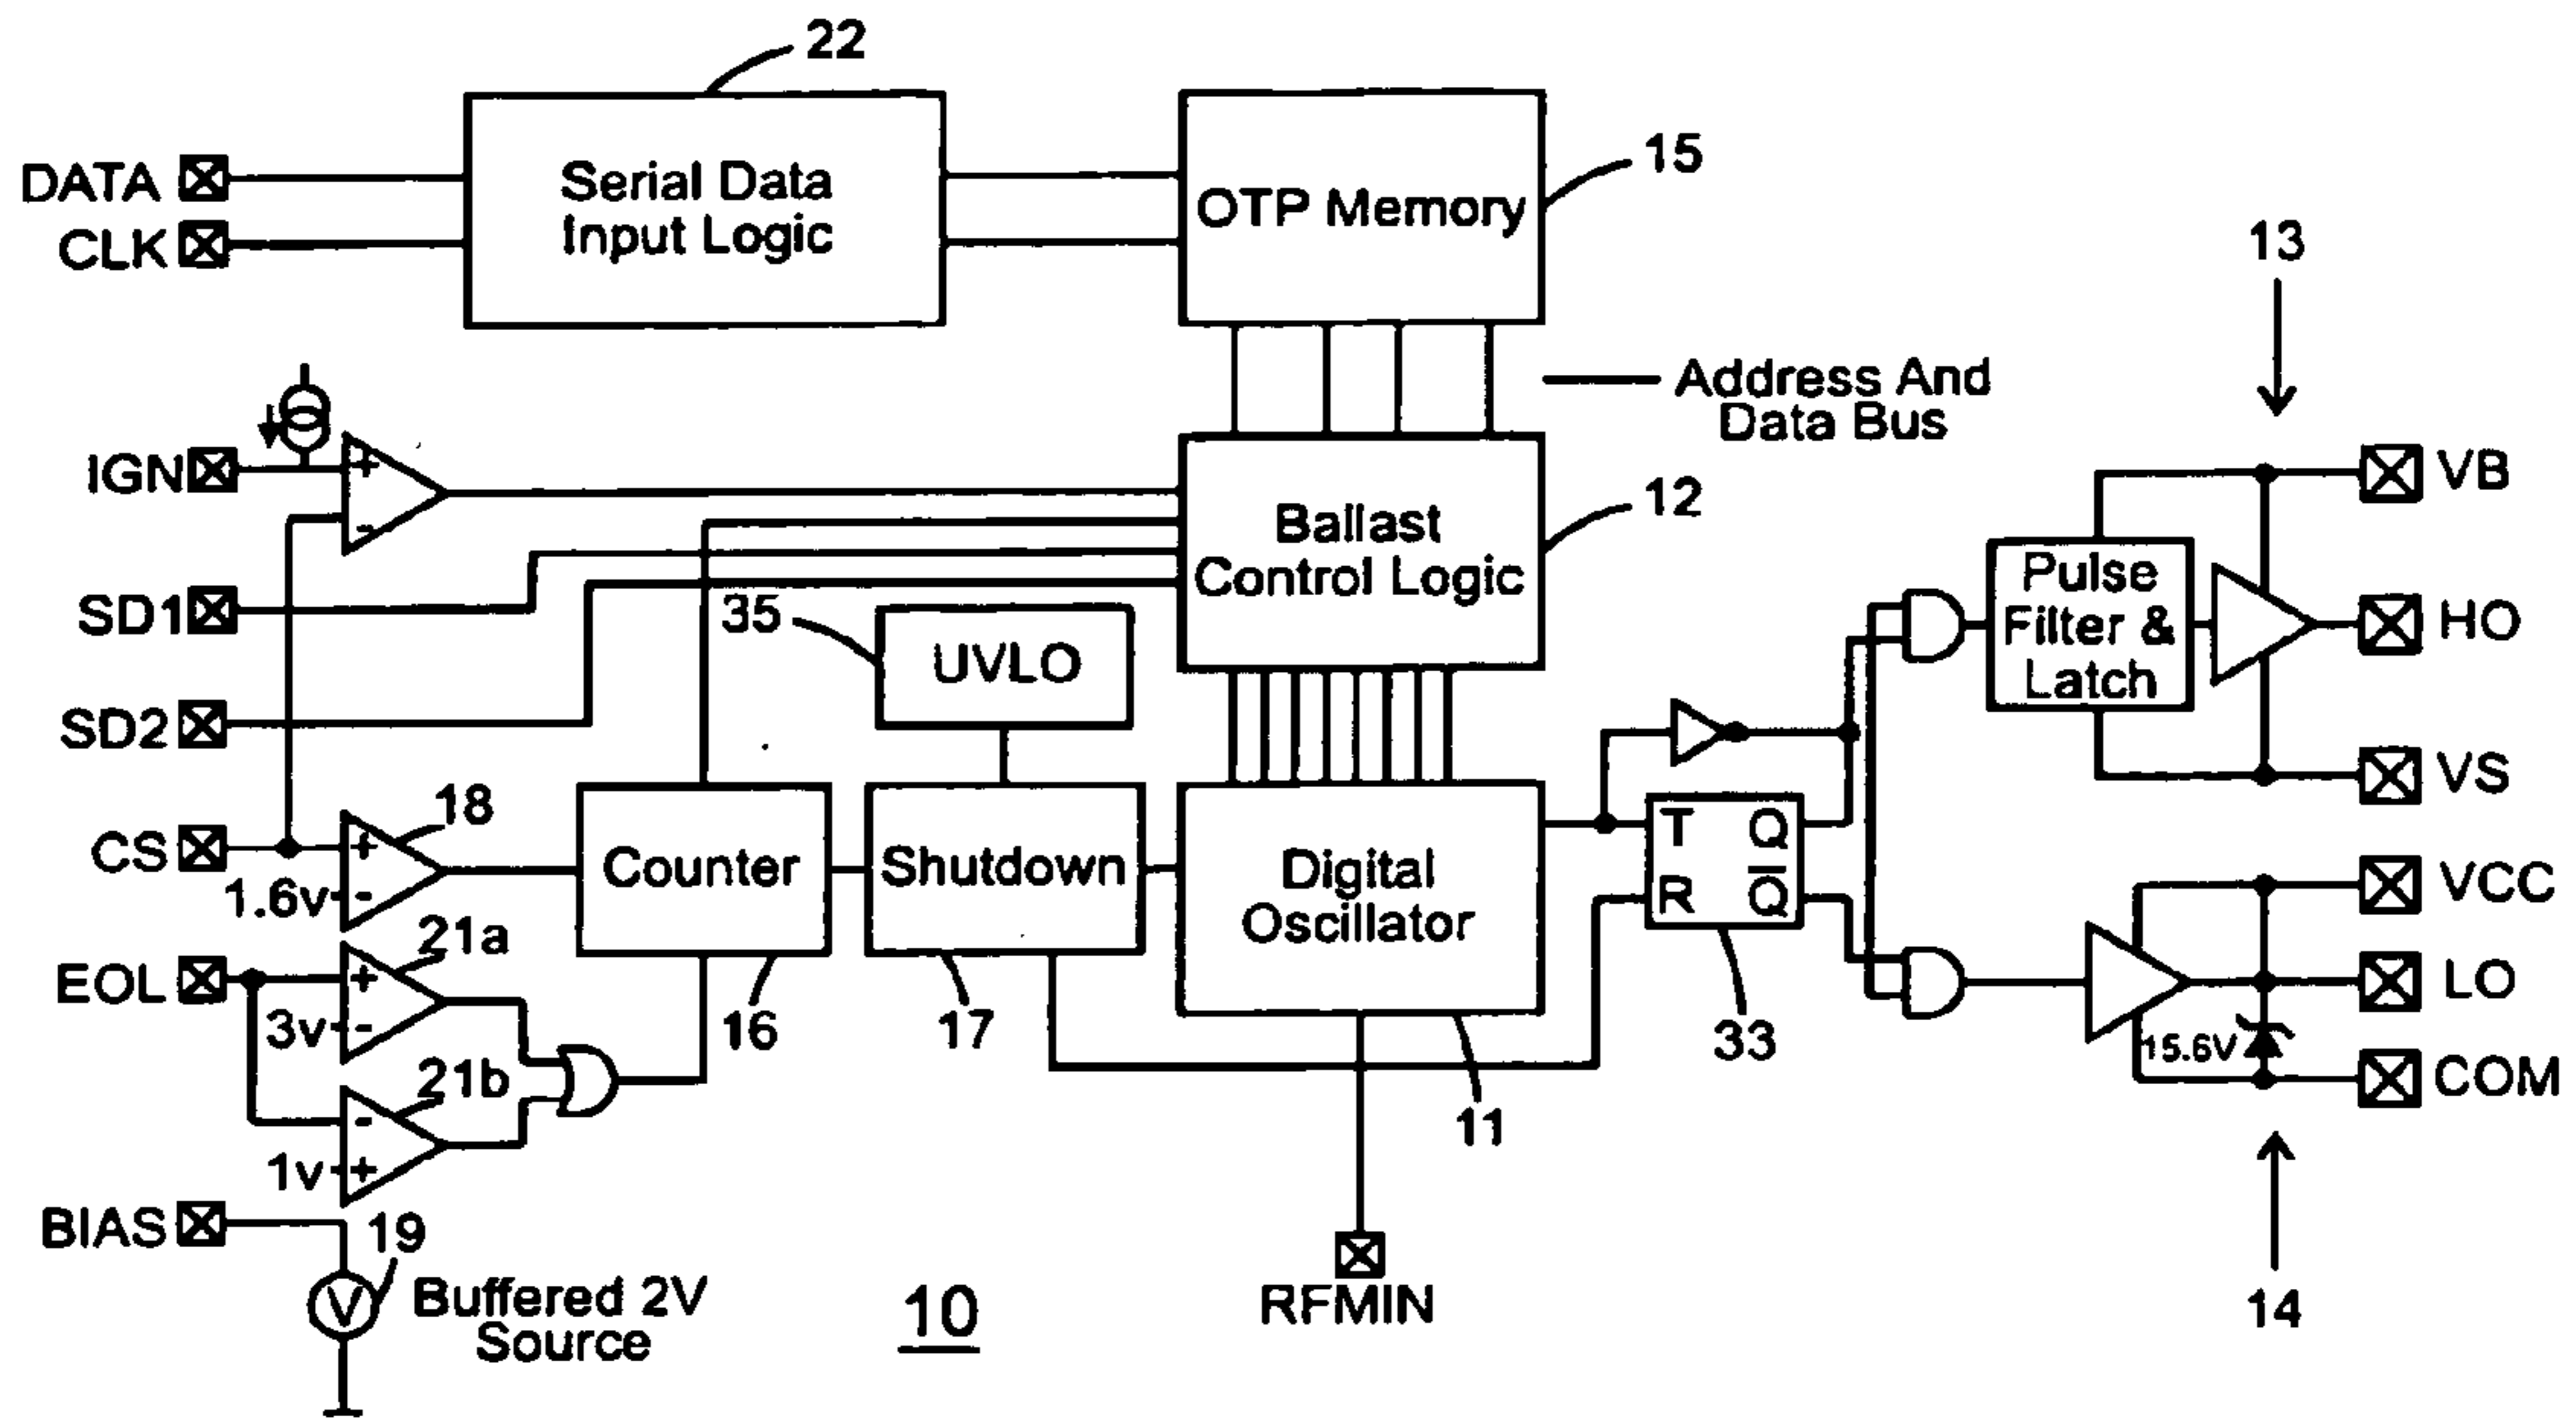 22
DATA
CLK
Serial Data
Input Logic
OTP Memory
15
13
Address And
Data Bus
IGN
+
-
SD1
SD2
12
Ballast
Control Logic
35
UVLO
VB
Pulse
Filter &
Latch
HO
VS
CS
1.6v
+
-
18
Counter
Shutdown
Digital
Oscillator
T Q
R Q̅
VCC
LO
15.6V
COM
EOL
3v
+
-
21a
21b
-
1v
+
16
17
11
33
BIAS
19
V
Buffered 2V
Source
10
RFMIN
14